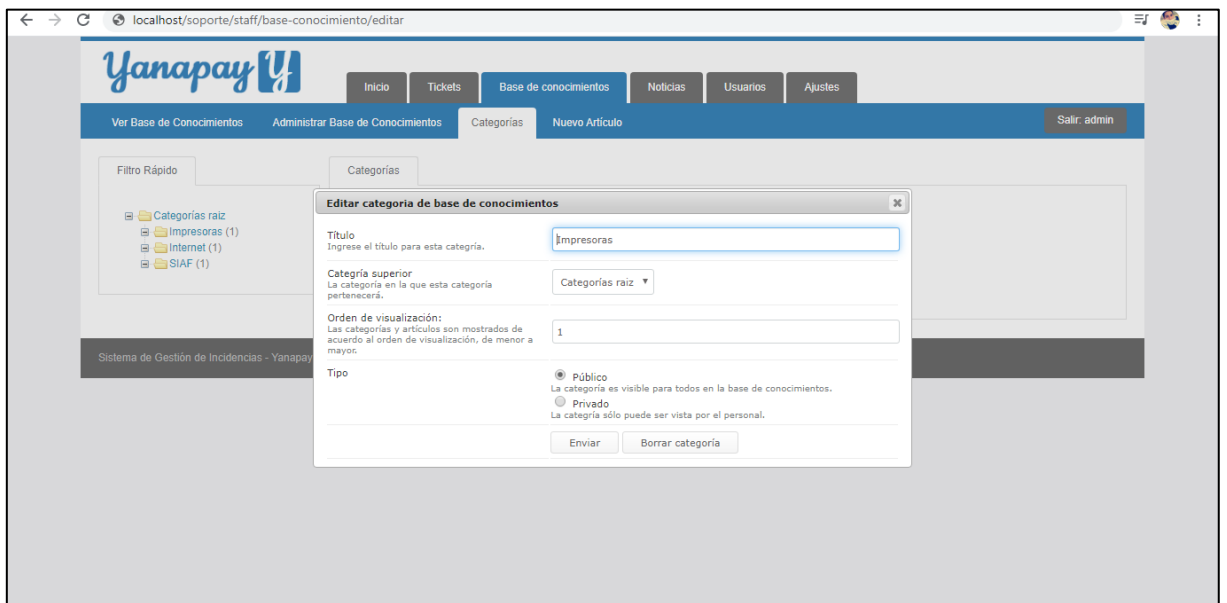 localhost/soporte/staff/base-conocimiento/editar
Yanapay Y
Inicio
Tickets
Base de conocimientos
Noticias
Usuarios
Ajustes
Ver Base de Conocimientos
Administrar Base de Conocimientos
Categorías
Nuevo Artículo
Salir: admin
Filtro Rápido
Categorías
Categorías raiz
Impresoras (1)
Internet (1)
SIAF (1)
Editar categoria de base de conocimientos
Título
Ingrese el título para esta categría.
Impresoras
Categría superior
La categoría en la que esta categoría
pertenecerá.
Categorías raiz
Orden de visualización:
Las categorías y artículos son mostrados de
acuerdo al orden de visualización, de menor a
mayor.
1
Tipo
Público
La categoría es visible para todos en la base de conocimientos.
Privado
La categría sólo puede ser vista por el personal.
Enviar
Borrar categoría
Sistema de Gestión de Incidencias - Yanapay